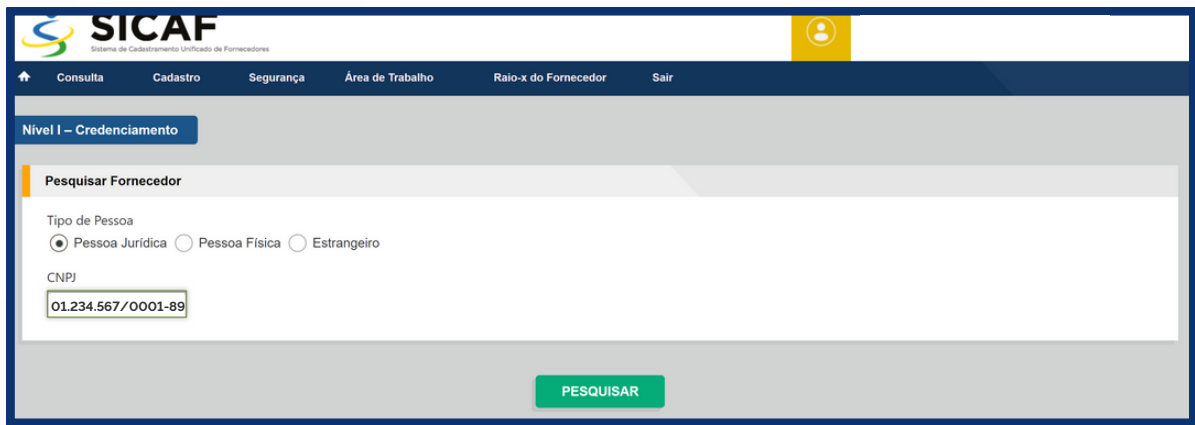 SICAF
Sistema de Cadastramento Unificado de Fornecedores
Consulta Cadastro Segurança Área de Trabalho Raio-x do Fornecedor Sair
Nível I – Credenciamento
Pesquisar Fornecedor
Tipo de Pessoa
Pessoa Jurídica Pessoa Física Estrangeiro
CNPJ
01.234.567/0001-89
PESQUISAR